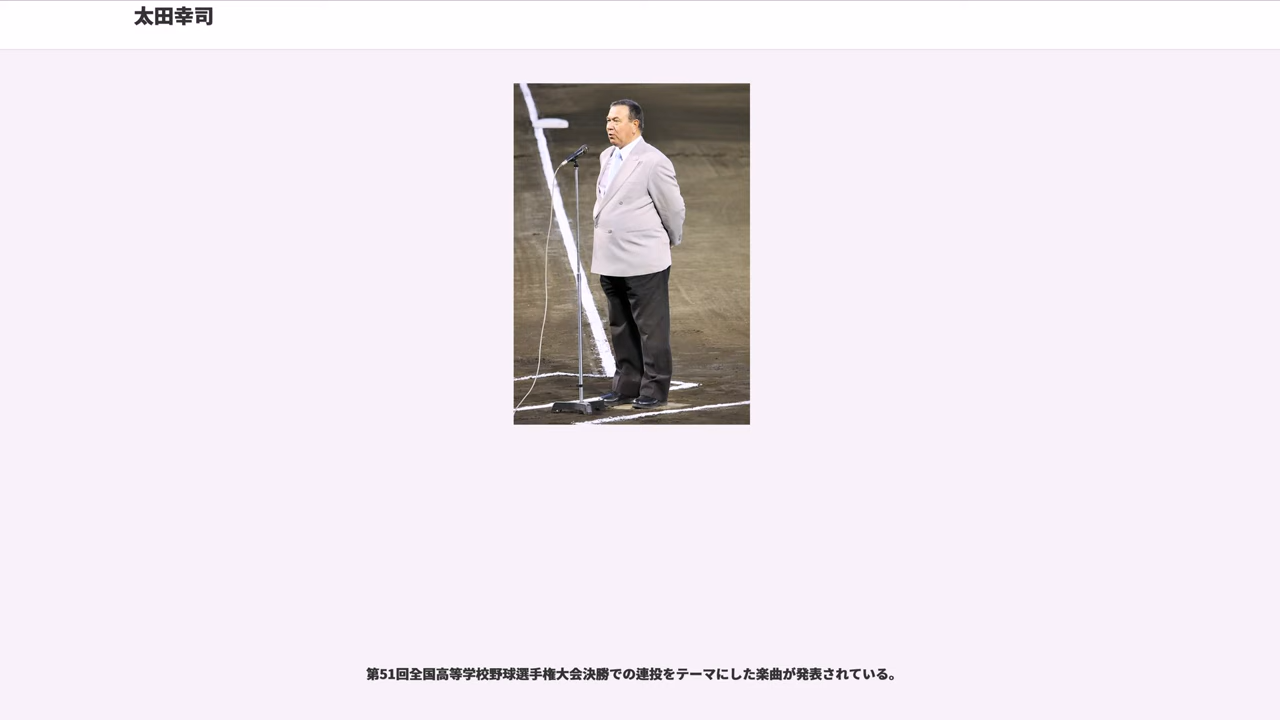 太田幸司
第51回全国高等学校野球選手権大会決勝での連投をテーマにした楽曲が発表されている。